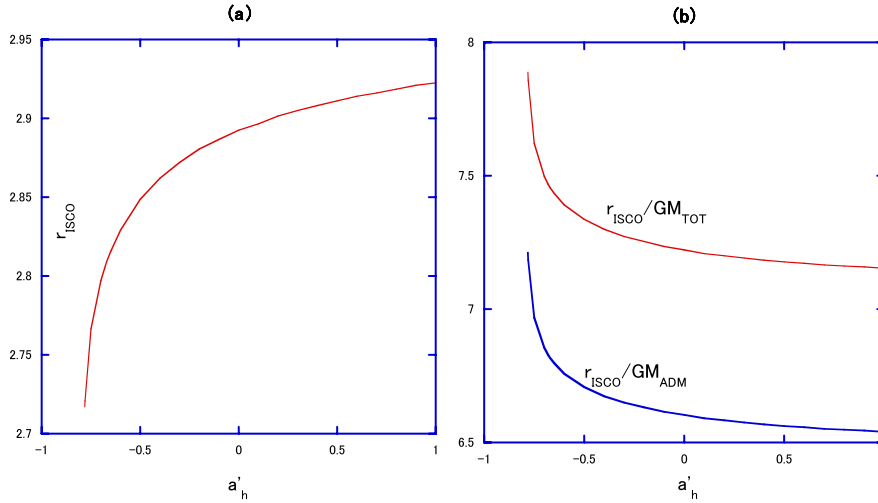 (a)
2.95
2.9
2.85
2.8
2.75
2.7
r_ISCO
-1
-0.5
0
0.5
1
a'_h
(b)
8
7.5
7
6.5
r_ISCO/GM_TOT
r_ISCO/GM_ADM
-1
-0.5
0
0.5
a'_h